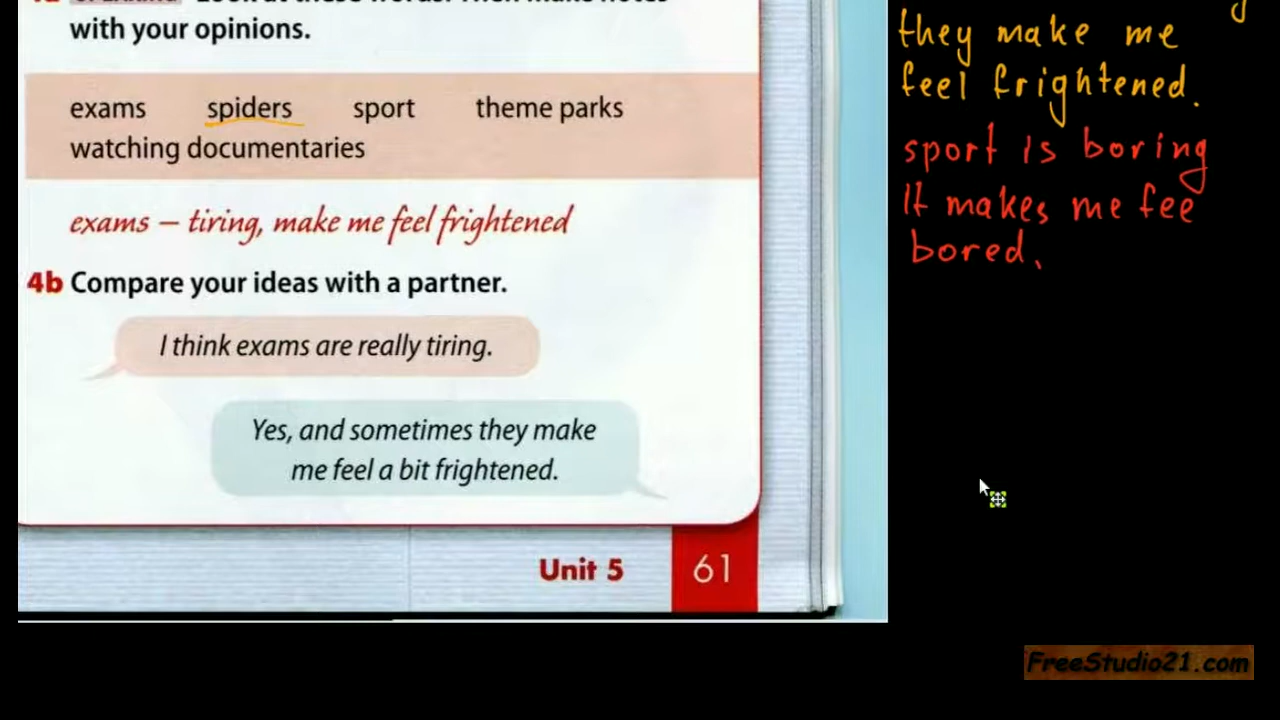 with your opinions.
exams spiders sport theme parks
watching documentaries
exams – tiring, make me feel frightened
4b Compare your ideas with a partner.
I think exams are really tiring.
Yes, and sometimes they make
me feel a bit frightened.
Unit 5 61
they make me
feel frightened.
sport is boring
It makes me fee
bored.
FreeStudio21.com